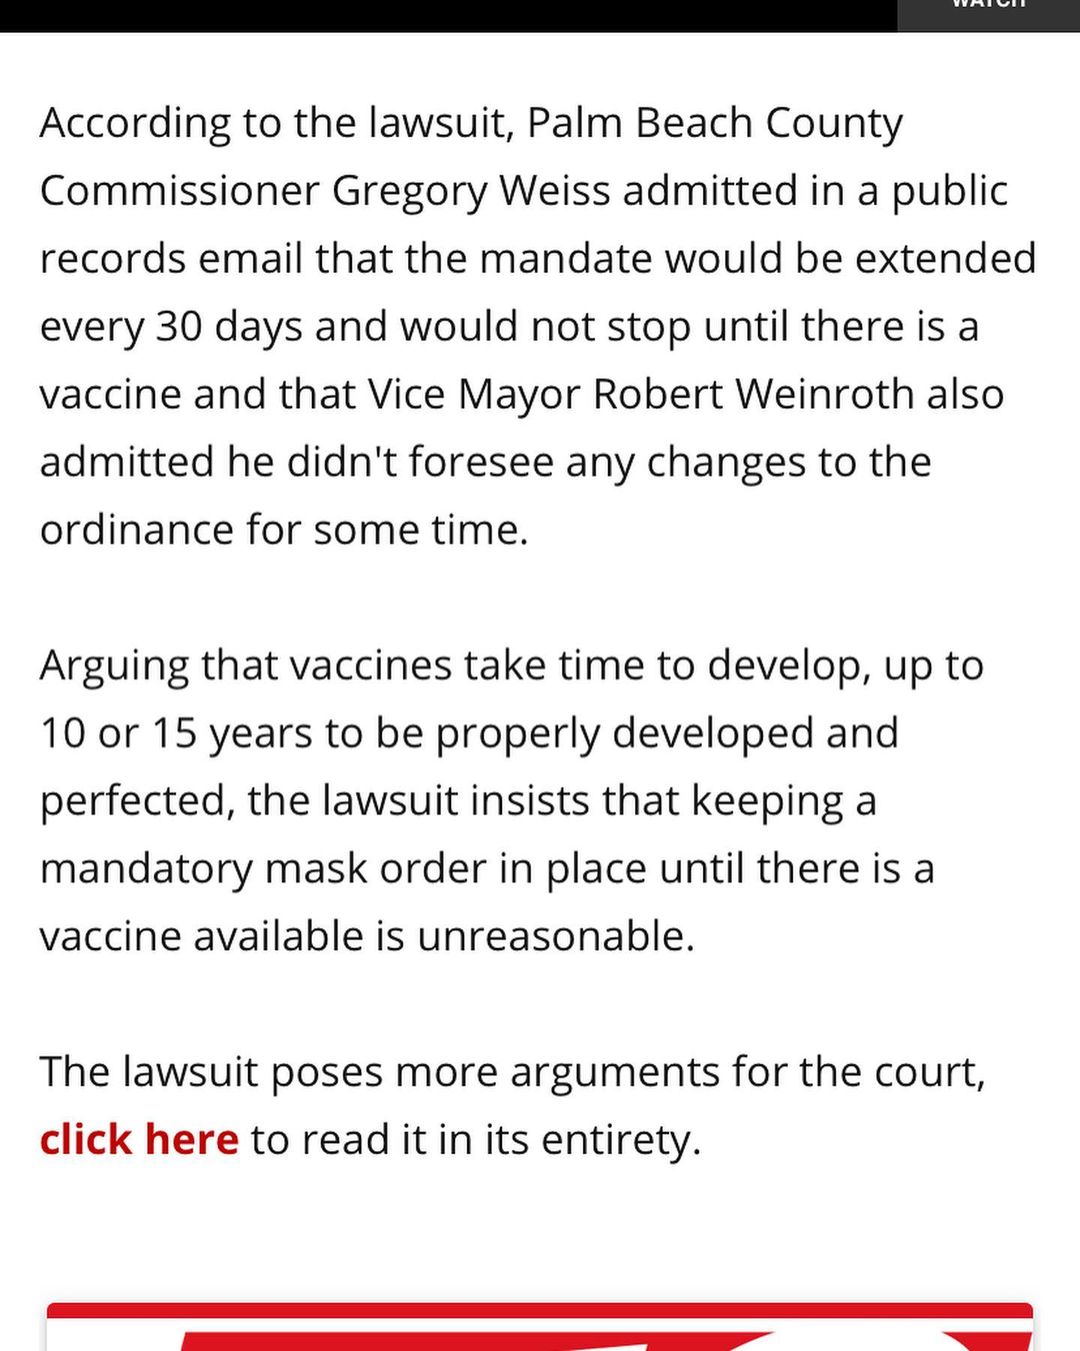 WATCH
According to the lawsuit, Palm Beach County
Commissioner Gregory Weiss admitted in a public
records email that the mandate would be extended
every 30 days and would not stop until there is a
vaccine and that Vice Mayor Robert Weinroth also
admitted he didn't foresee any changes to the
ordinance for some time.
Arguing that vaccines take time to develop, up to
10 or 15 years to be properly developed and
perfected, the lawsuit insists that keeping a
mandatory mask order in place until there is a
vaccine available is unreasonable.
The lawsuit poses more arguments for the court,
click here to read it in its entirety.